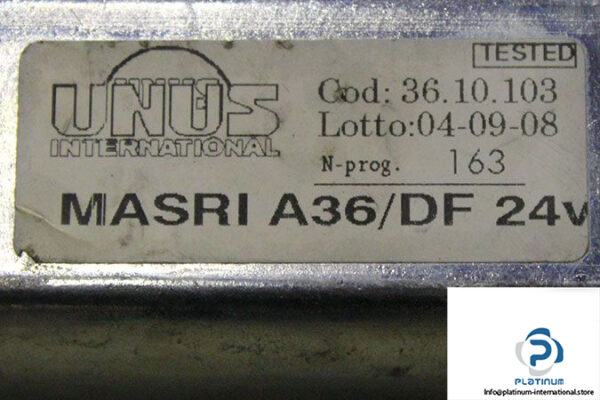 TESTED
UNUS
INTERNATIONAL
Cod: 36.10.103
Lotto:04-09-08
N-prog. 163
MASRI A36/DF 24v
PLATINUM
Info@platinum-international.store